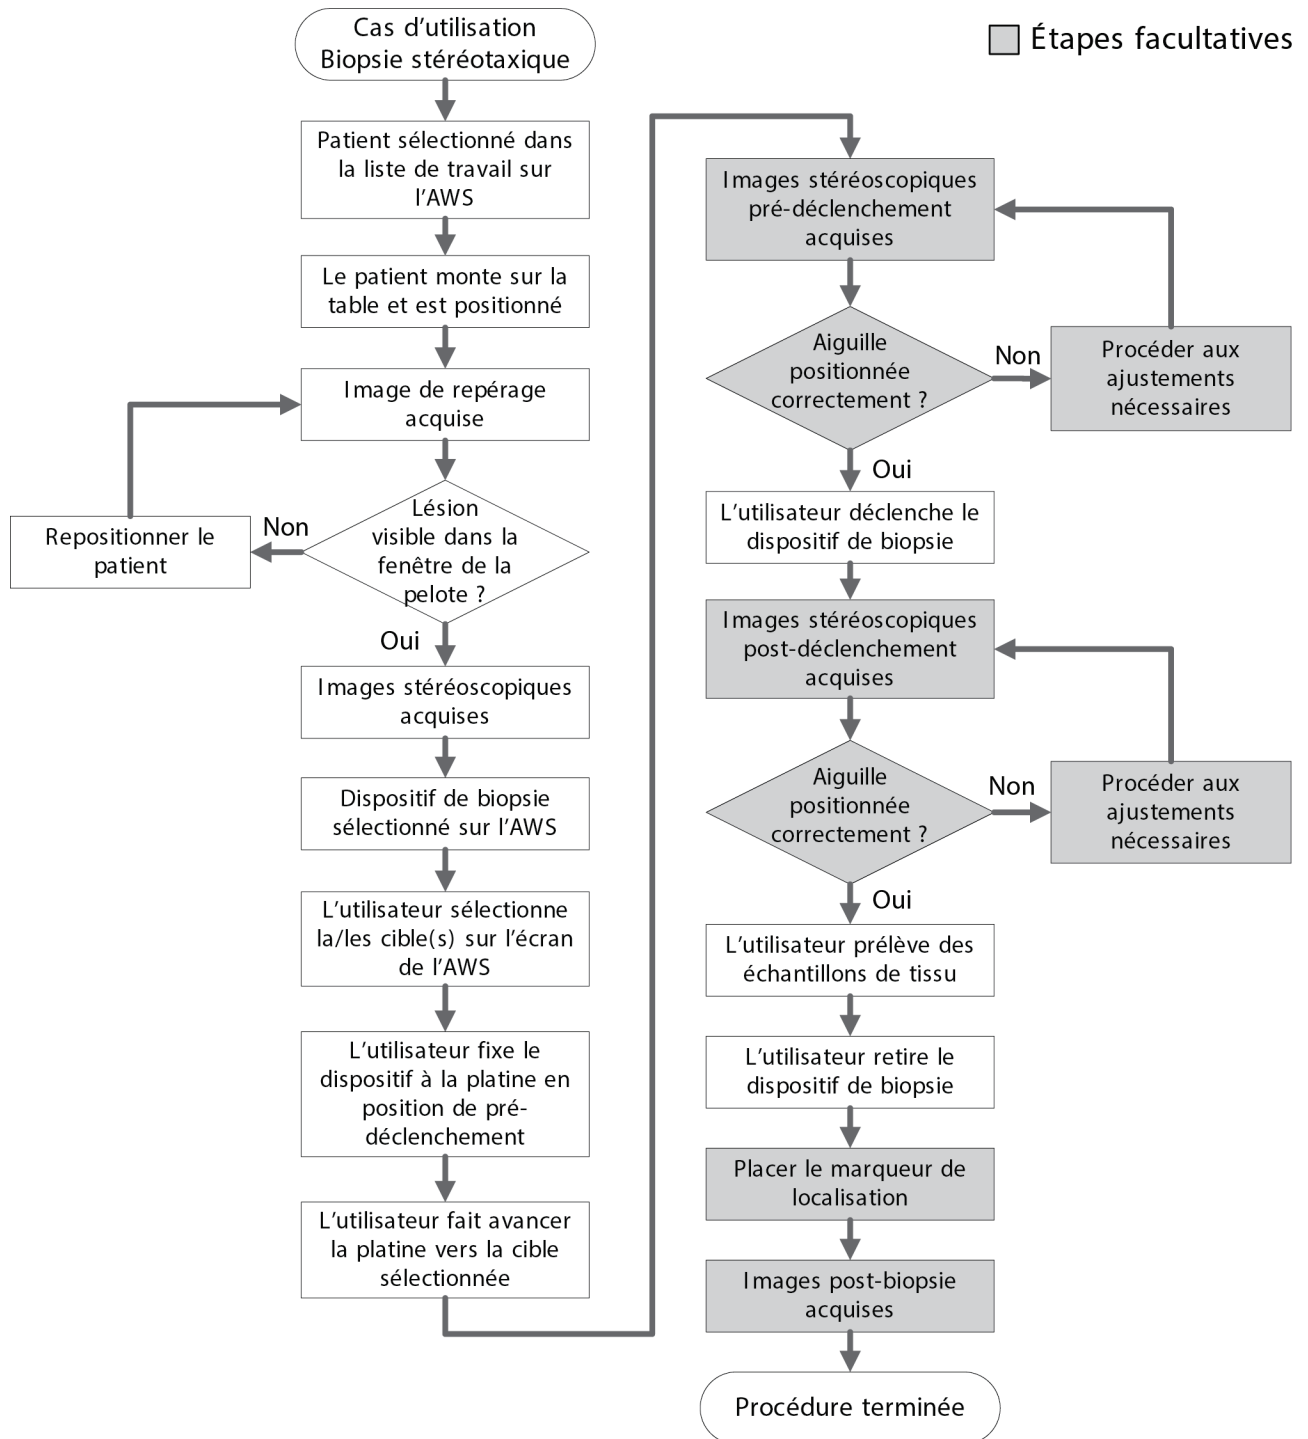 Cas d'utilisation
Biopsie stéréotaxique
Étapes facultatives
Patient sélectionné dans
la liste de travail sur
l'AWS
Le patient monte sur la
table et est positionné
Image de repérage
acquise
Lésion
visible dans la
fenêtre de la
pelote ?
Non
Repositionner le
patient
Oui
Images stéréoscopiques
acquises
Dispositif de biopsie
sélectionné sur l'AWS
L'utilisateur sélectionne
la/les cible(s) sur l'écran
de l'AWS
L'utilisateur fixe le
dispositif à la platine en
position de pré-
déclenchement
L'utilisateur fait avancer
la platine vers la cible
sélectionnée
Images stéréoscopiques
pré-déclenchement
acquises
Aiguille
positionnée
correctement ?
Non
Procéder aux
ajustements
nécessaires
Oui
L'utilisateur déclenche le
dispositif de biopsie
Images stéréoscopiques
post-déclenchement
acquises
Aiguille
positionnée
correctement ?
Non
Procéder aux
ajustements
nécessaires
Oui
L'utilisateur prélève des
échantillons de tissu
L'utilisateur retire le
dispositif de biopsie
Placer le marqueur de
localisation
Images post-biopsie
acquises
Procédure terminée